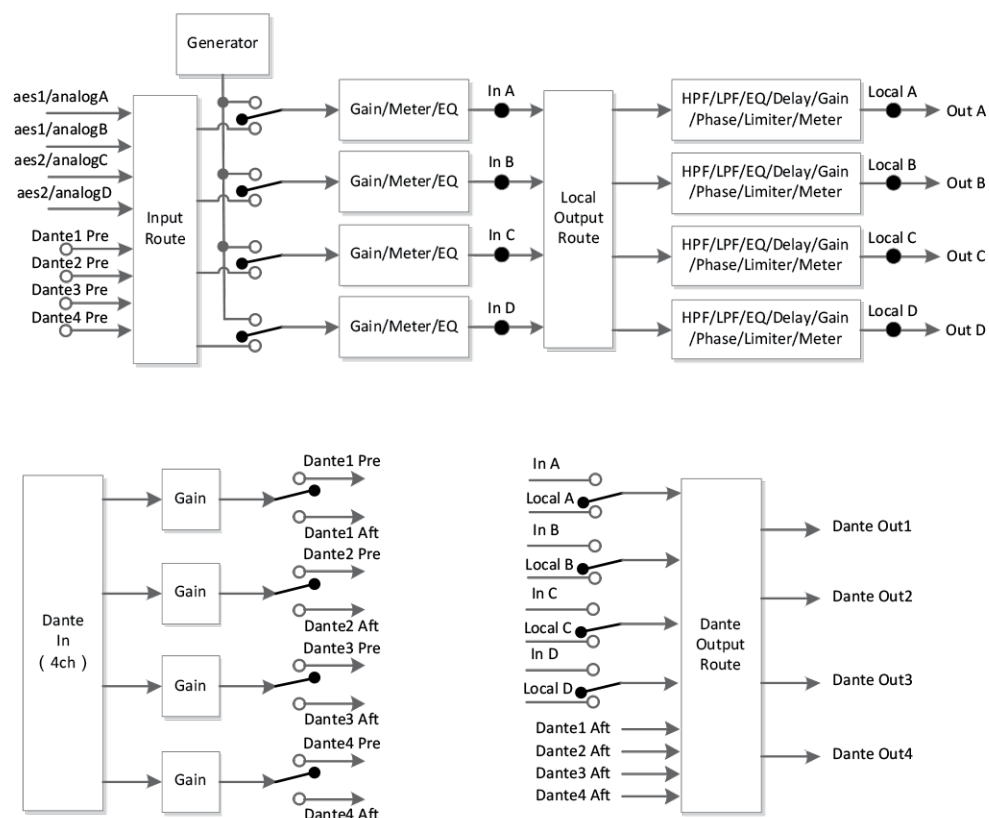 Generator
aes1/analogA
aes1/analogB
aes2/analogC
aes2/analogD
Dante1 Pre
Dante2 Pre
Dante3 Pre
Dante4 Pre
Input
Route
Gain/Meter/EQ
Gain/Meter/EQ
Gain/Meter/EQ
Gain/Meter/EQ
In A
In B
In C
In D
Local
Output
Route
HPF/LPF/EQ/Delay/Gain
/Phase/Limiter/Meter
HPF/LPF/EQ/Delay/Gain
/Phase/Limiter/Meter
HPF/LPF/EQ/Delay/Gain
/Phase/Limiter/Meter
HPF/LPF/EQ/Delay/Gain
/Phase/Limiter/Meter
Local A
Out A
Local B
Out B
Local C
Out C
Local D
Out D
Dante
In
( 4ch )
Gain
Gain
Gain
Gain
Dante1 Pre
Dante1 Aft
Dante2 Pre
Dante2 Aft
Dante3 Pre
Dante3 Aft
Dante4 Pre
Dante4 Aft
In A
Local A
In B
Local B
In C
Local C
In D
Local D
Dante1 Aft
Dante2 Aft
Dante3 Aft
Dante4 Aft
Dante
Output
Route
Dante Out1
Dante Out2
Dante Out3
Dante Out4